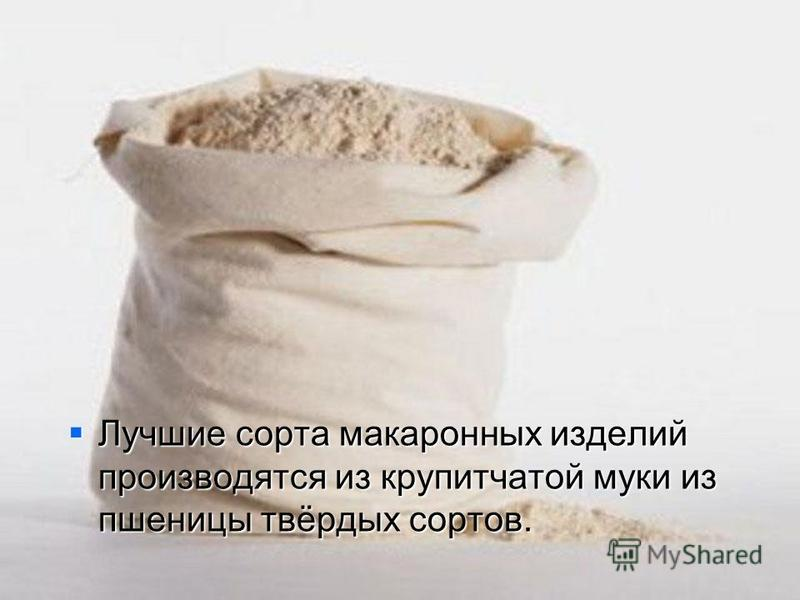 Лучшие сорта макаронных изделий
производятся из крупитчатой муки из
пшеницы твёрдых сортов.
MyShared